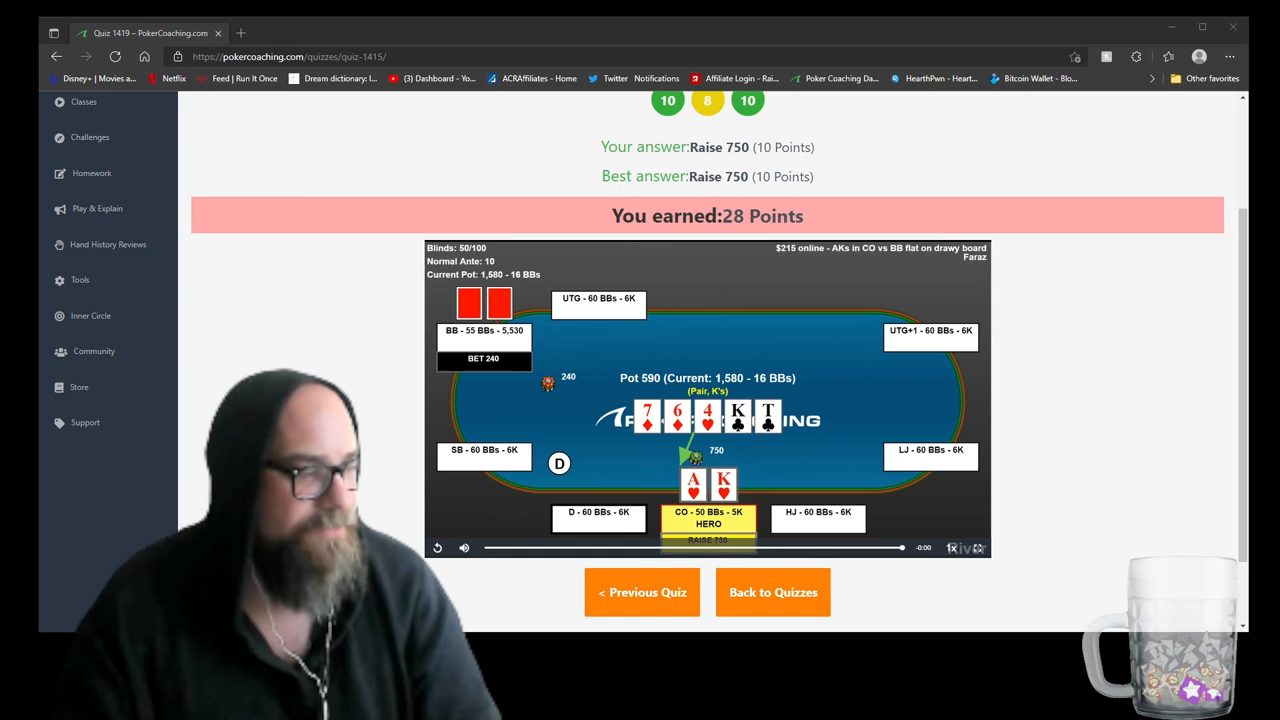 Quiz 1419 – PokerCoaching.com
https://pokercoaching.com/quizzes/quiz-1415/
Disney+ | Movies a... Netflix Feed | Run It Once Dream dictionary: I... (3) Dashboard - Yo... ACRAffiliates - Home Twitter Notifications Affiliate Login - Rai... Poker Coaching Da... HearthPwn - Heart... Bitcoin Wallet - Blo... Other favorites
Classes
Challenges
Homework
Play & Explain
Hand History Reviews
Tools
Inner Circle
Community
Store
Support
10 8 10
Your answer:Raise 750 (10 Points)
Best answer:Raise 750 (10 Points)
You earned:28 Points
Blinds: 50/100
Normal Ante: 10
Current Pot: 1,580 - 16 BBs
$215 online - AKs in CO vs BB flat on drawy board
Faraz
UTG - 60 BBs - 6K
BB - 55 BBs - 5,530
BET 240
UTG+1 - 60 BBs - 6K
240
Pot 590 (Current: 1,580 - 16 BBs)
(Pair, K's)
7 6 4 K T
NG
750
SB - 60 BBs - 6K
D
LJ - 60 BBs - 6K
A K
D - 60 BBs - 6K
CO - 50 BBs - 5K
HERO
HJ - 60 BBs - 6K
RAISE 750
-0:00
1x
River
< Previous Quiz
Back to Quizzes